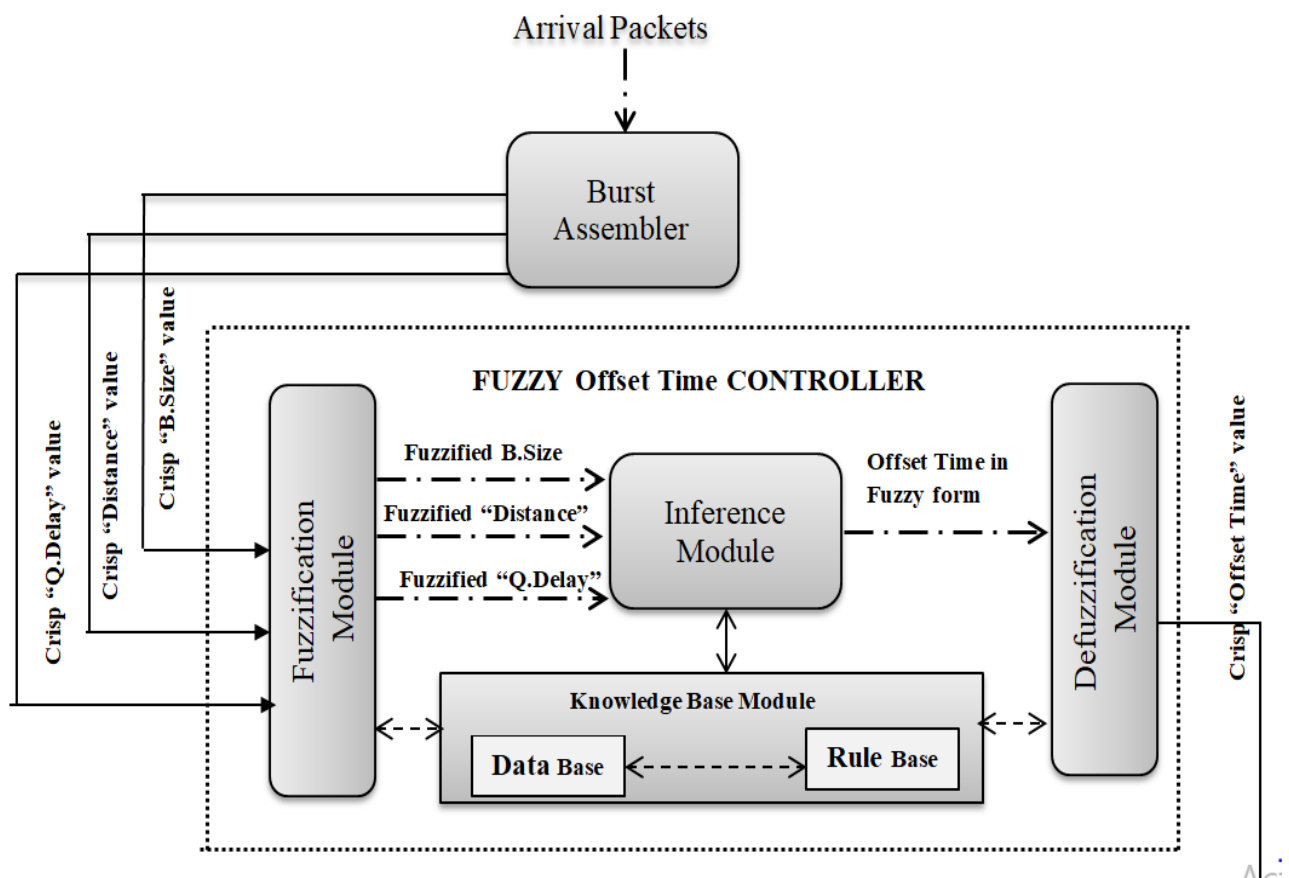 Arrival Packets
Burst
Assembler
Crisp “Q.Delay” value
Crisp “Distance” value
Crisp “B.Size” value
FUZZY Offset Time CONTROLLER
Fuzzification
Module
Fuzzified B.Size
Fuzzified “Distance”
Fuzzified “Q.Delay”
Inference
Module
Offset Time in
Fuzzy form
Defuzzification
Module
Crisp “Offset Time” value
Knowledge Base Module
Data Base
Rule Base